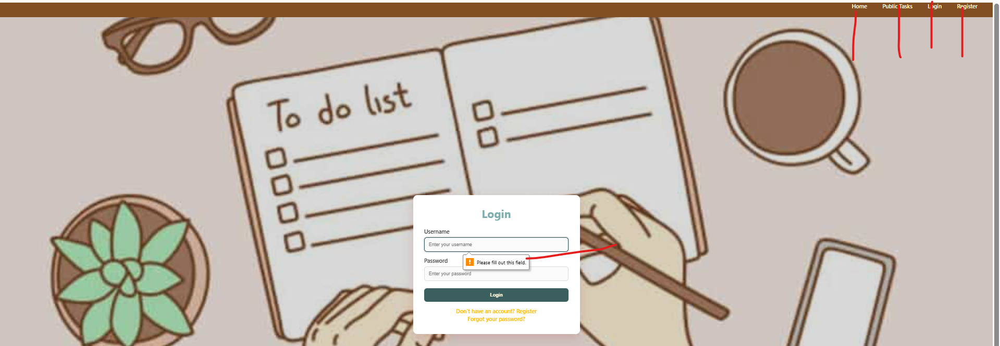 Home Public Tasks Login Register
To do list
Login
Username
Enter your username
Please fill out this field.
Password
Enter your password
Login
Don't have an account? Register
Forgot your password?